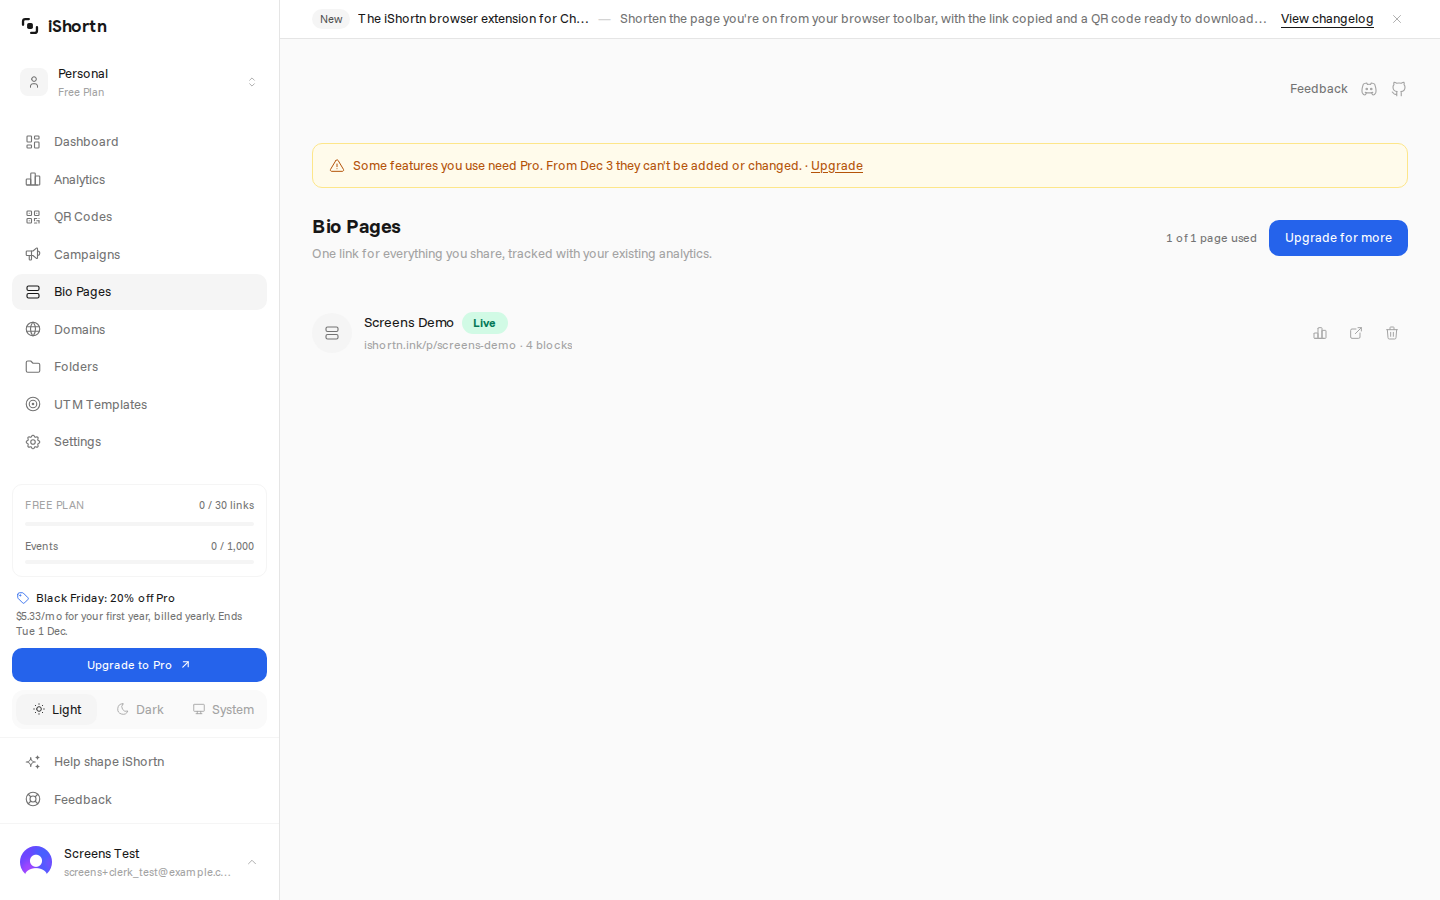 iShortn
Personal
Free Plan
Dashboard
Analytics
QR Codes
Campaigns
Bio Pages
Domains
Folders
UTM Templates
Settings
FREE PLAN 0 / 30 links
Events 0 / 1,000
Black Friday: 20% off Pro
$5.33/mo for your first year, billed yearly. Ends
Tue 1 Dec.
Upgrade to Pro
Light Dark System
Help shape iShortn
Feedback
Screens Test
screens+clerk_test@example.c...
New The iShortn browser extension for Ch... — Shorten the page you're on from your browser toolbar, with the link copied and a QR code ready to download... View changelog
Feedback
Some features you use need Pro. From Dec 3 they can't be added or changed. · Upgrade
Bio Pages
One link for everything you share, tracked with your existing analytics.
1 of 1 page used Upgrade for more
Screens Demo Live
ishortn.ink/p/screens-demo · 4 blocks